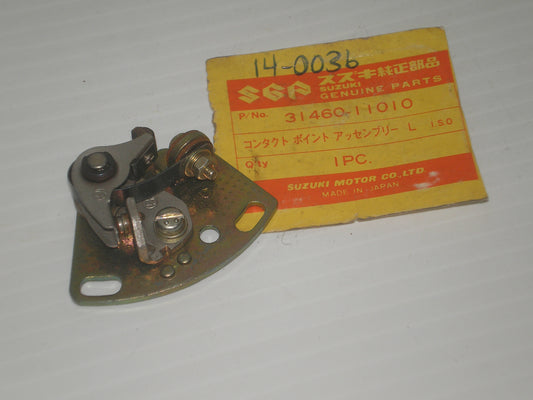 14-0036
SGP スズキ純正部品
SUZUKI
GENUINE PARTS
P/No. 31460-11010
コンタクト ポイント アッセンブリー L I.S.O
Q'ty 1PC.
SUZUKI MOTOR CO.,LTD.
MADE IN JAPAN